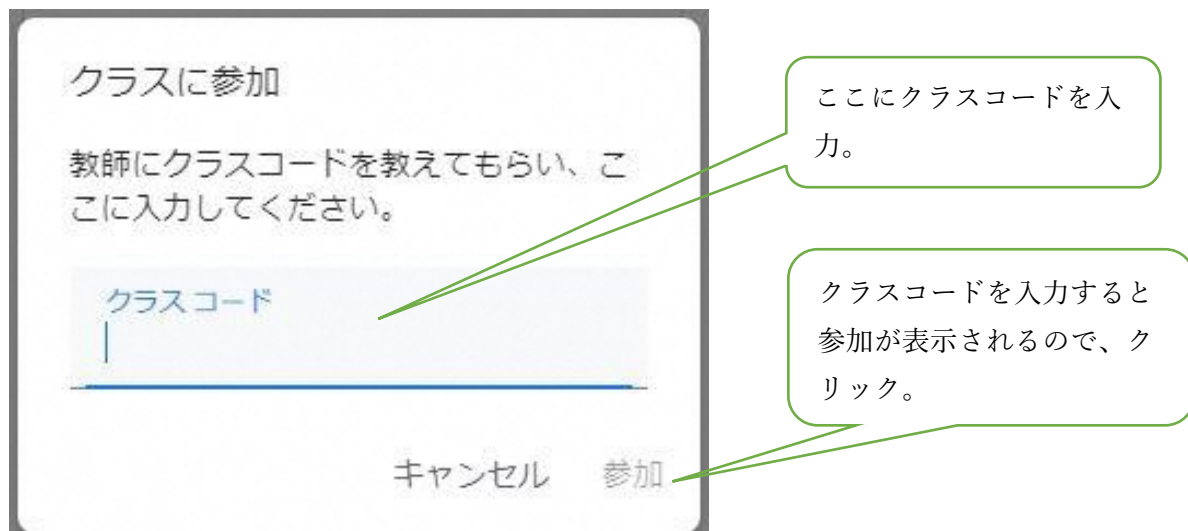 クラスに参加
教師にクラスコードを教えてもらい、こ
こに入力してください。
クラス コード
キャンセル 参加
ここにクラスコードを入
力。
クラスコードを入力すると
参加が表示されるので、ク
リック。